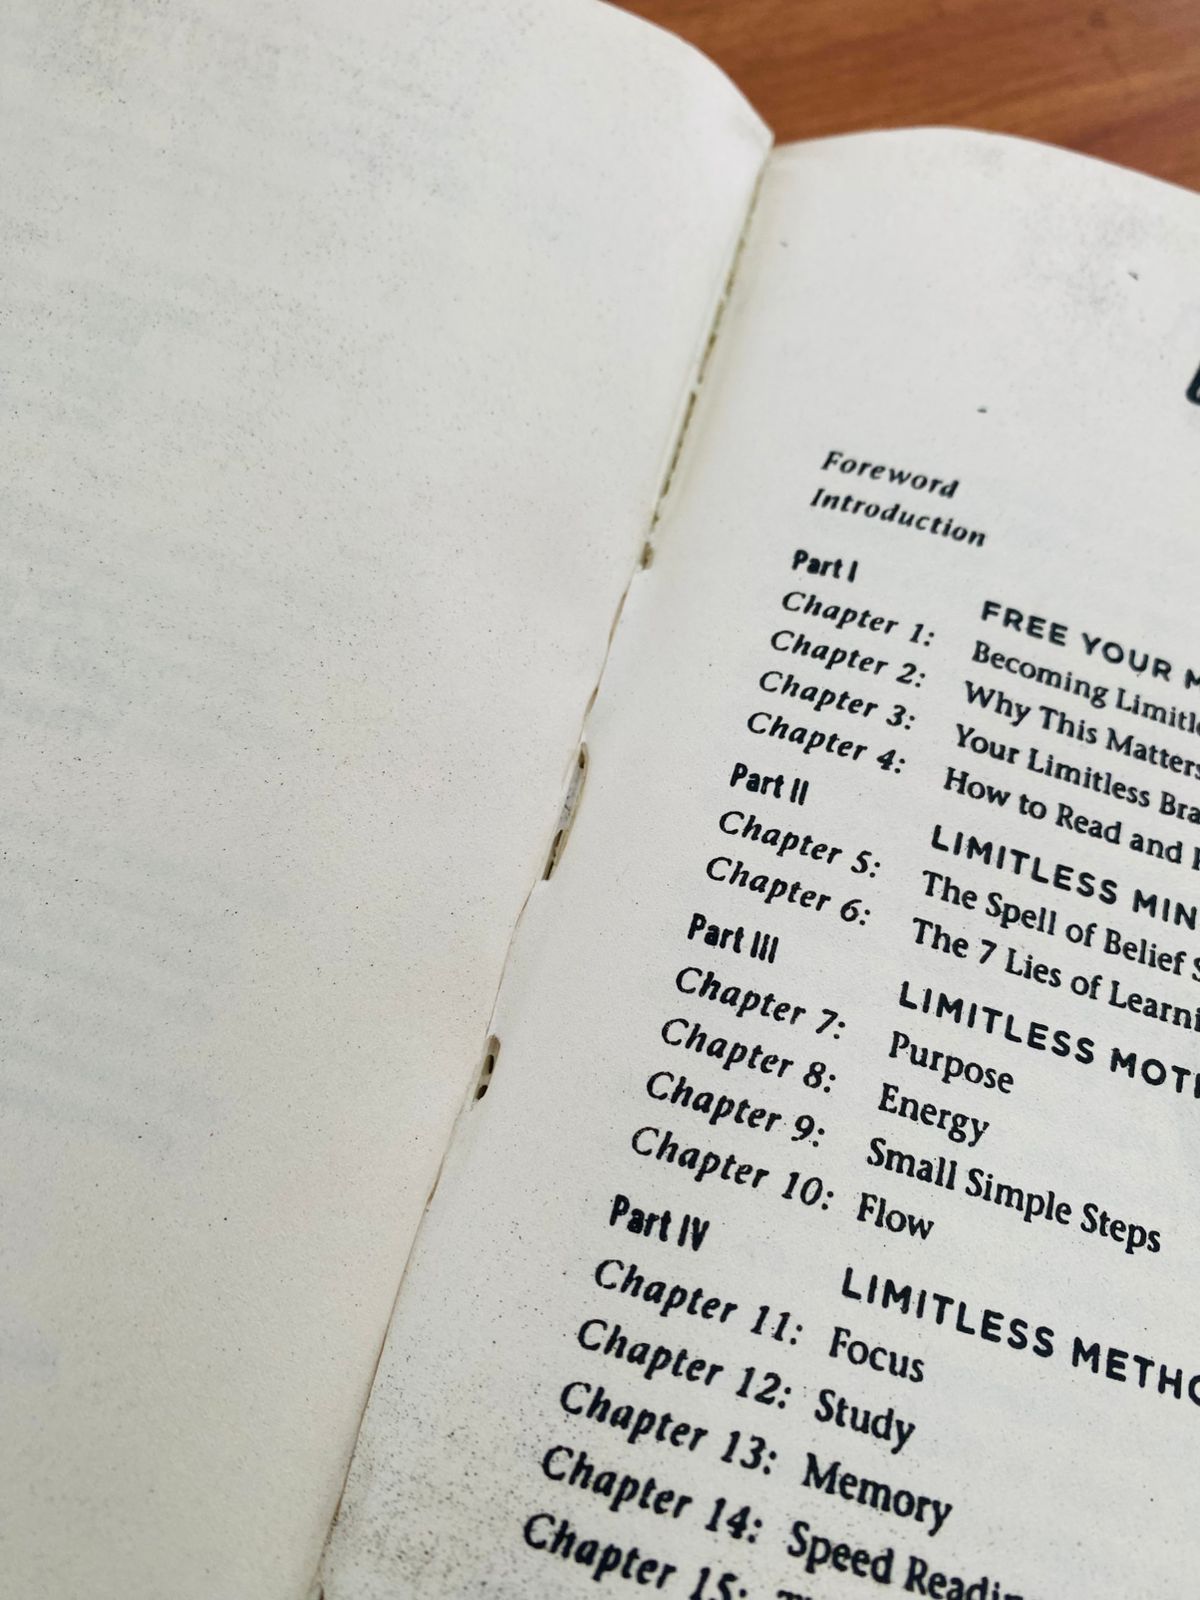 Foreword
Introduction
Part I FREE YOUR
Chapter 1: Becoming
Chapter 2: Why This Matters
Chapter 3: Your Limitless
Chapter 4: How to Read and
Part II LIMITLESS
Chapter 5: The Spell of Belief
Chapter 6: The 7 Lies of
Part III LIMITLESS
Chapter 7: Purpose
Chapter 8: Energy
Chapter 9: Small Simple Steps
Chapter 10: Flow
Part IV LIMITLESS
Chapter 11: Focus
Chapter 12: Study
Chapter 13: Memory
Chapter 14: Speed
Chapter 15: